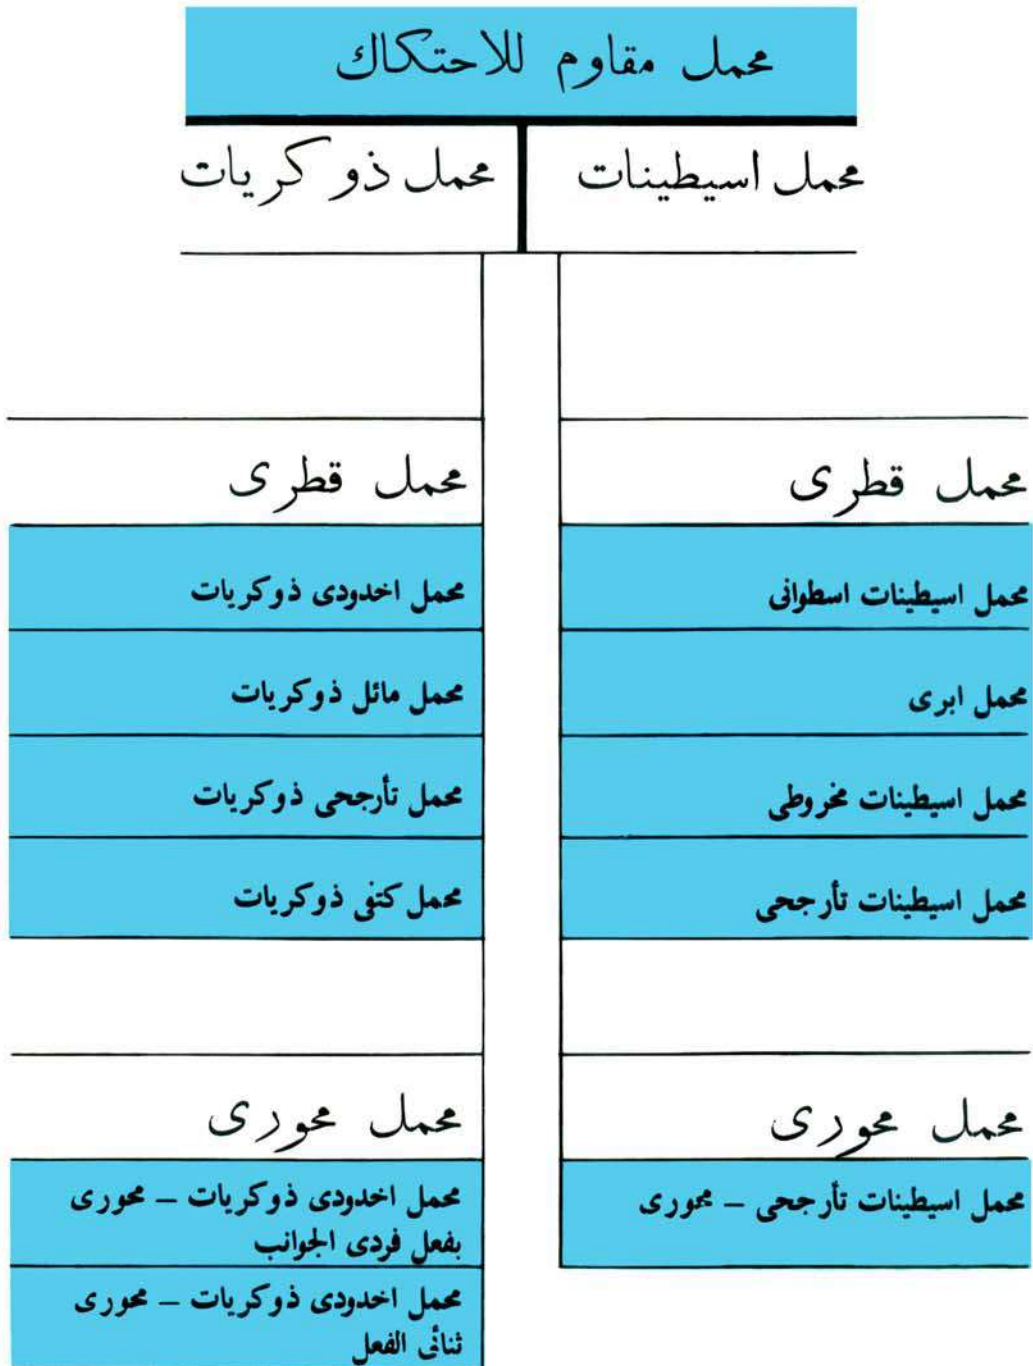 محمل مقاوم للاحتكاك
محمل اسيطينات
محمل ذو كريات
محمل قطرى
محمل اسيطينات اسطوانى
محمل ابرى
محمل اسيطينات مخروطى
محمل اسيطينات تأرجحى
محمل محورى
محمل اسيطينات تأرجحى – محورى
محمل قطرى
محمل اخدودى ذوكريات
محمل مائل ذوكريات
محمل تأرجحى ذوكريات
محمل كتفى ذوكريات
محمل محورى
محمل اخدودى ذوكريات – محورى
بفعل فردى الجوانب
محمل اخدودى ذوكريات – محورى
ثنائى الفعل